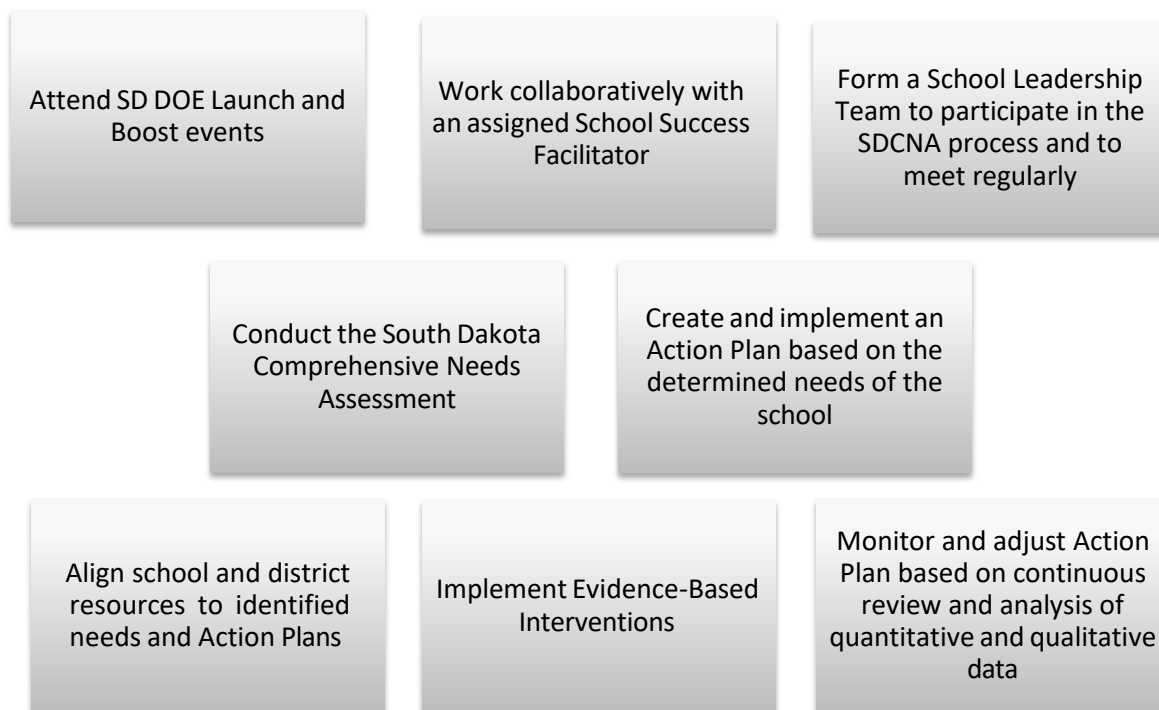 Attend SD DOE Launch and
Boost events
Work collaboratively with
an assigned School Success
Facilitator
Form a School Leadership
Team to participate in the
SDCNA process and to
meet regularly
Conduct the South Dakota
Comprehensive Needs
Assessment
Create and implement an
Action Plan based on the
determined needs of the
school
Align school and district
resources to identified
needs and Action Plans
Implement Evidence-Based
Interventions
Monitor and adjust Action
Plan based on continuous
review and analysis of
quantitative and qualitative
data